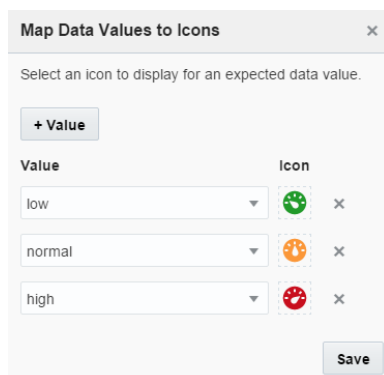 Map Data Values to Icons
Select an icon to display for an expected data value.
+ Value
Value Icon
low
normal
high
Save